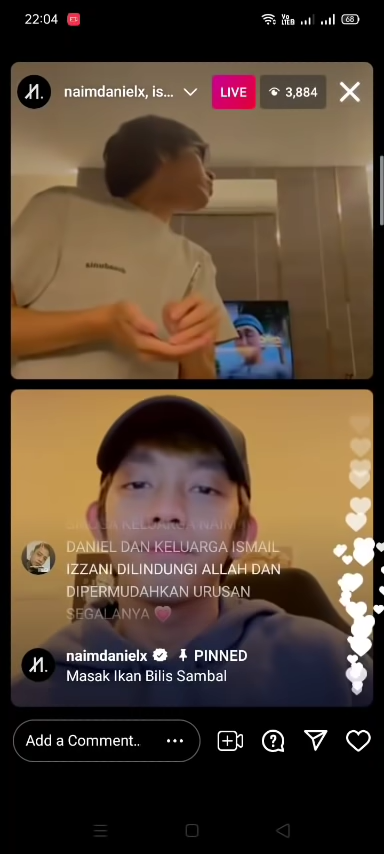 22:04
68
naimdanielx, is...
LIVE
3,884
DANIEL DAN KELUARGA ISMAIL
IZZANI DILINDUNGI ALLAH DAN
DIPERMUDAHKAN URUSAN
SEGALANYA
naimdanielx PINNED
Masak Ikan Bilis Sambal
Add a Comment..